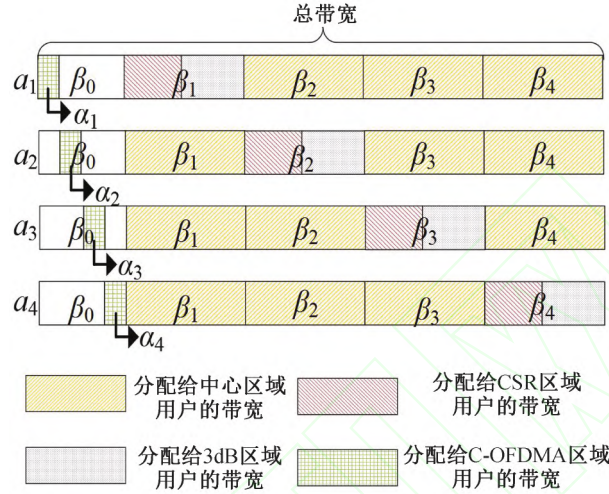 总带宽
a₁ β₀ β₁ β₂ β₃ β₄
α₁
a₂ β₀ β₁ β₂ β₃ β₄
α₂
a₃ β₀ β₁ β₂ β₃ β₄
α₃
a₄ β₀ β₁ β₂ β₃ β₄
α₄
分配给中心区域
用户的带宽
分配给CSR区域
用户的带宽
分配给3dB区域
用户的带宽
分配给C-OFDMA区域
用户的带宽